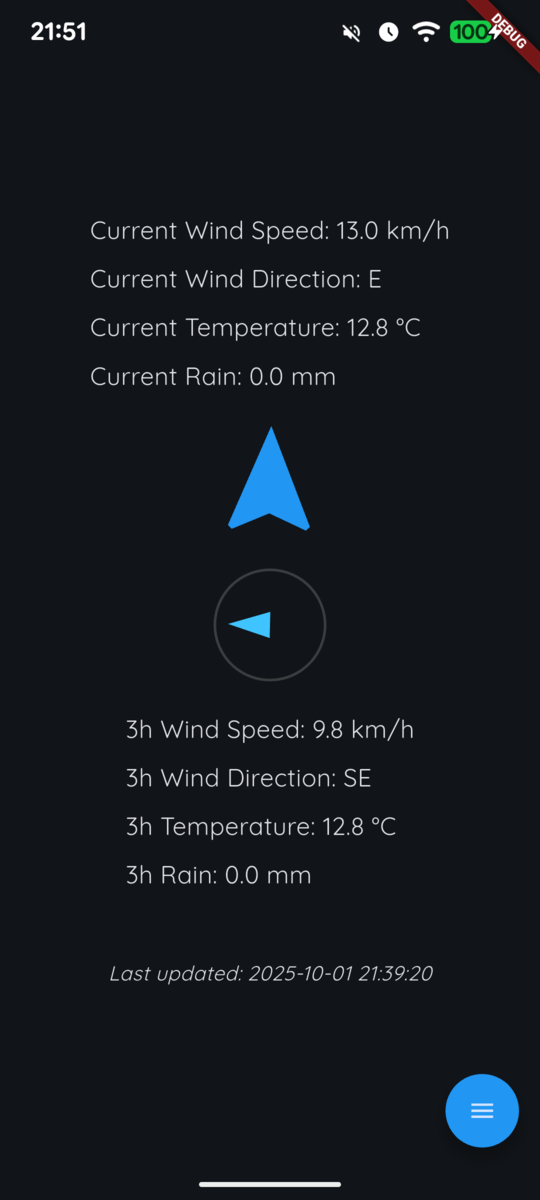 21:51
100
DEBUG
Current Wind Speed: 13.0 km/h
Current Wind Direction: E
Current Temperature: 12.8 °C
Current Rain: 0.0 mm
3h Wind Speed: 9.8 km/h
3h Wind Direction: SE
3h Temperature: 12.8 °C
3h Rain: 0.0 mm
Last updated: 2025-10-01 21:39:20